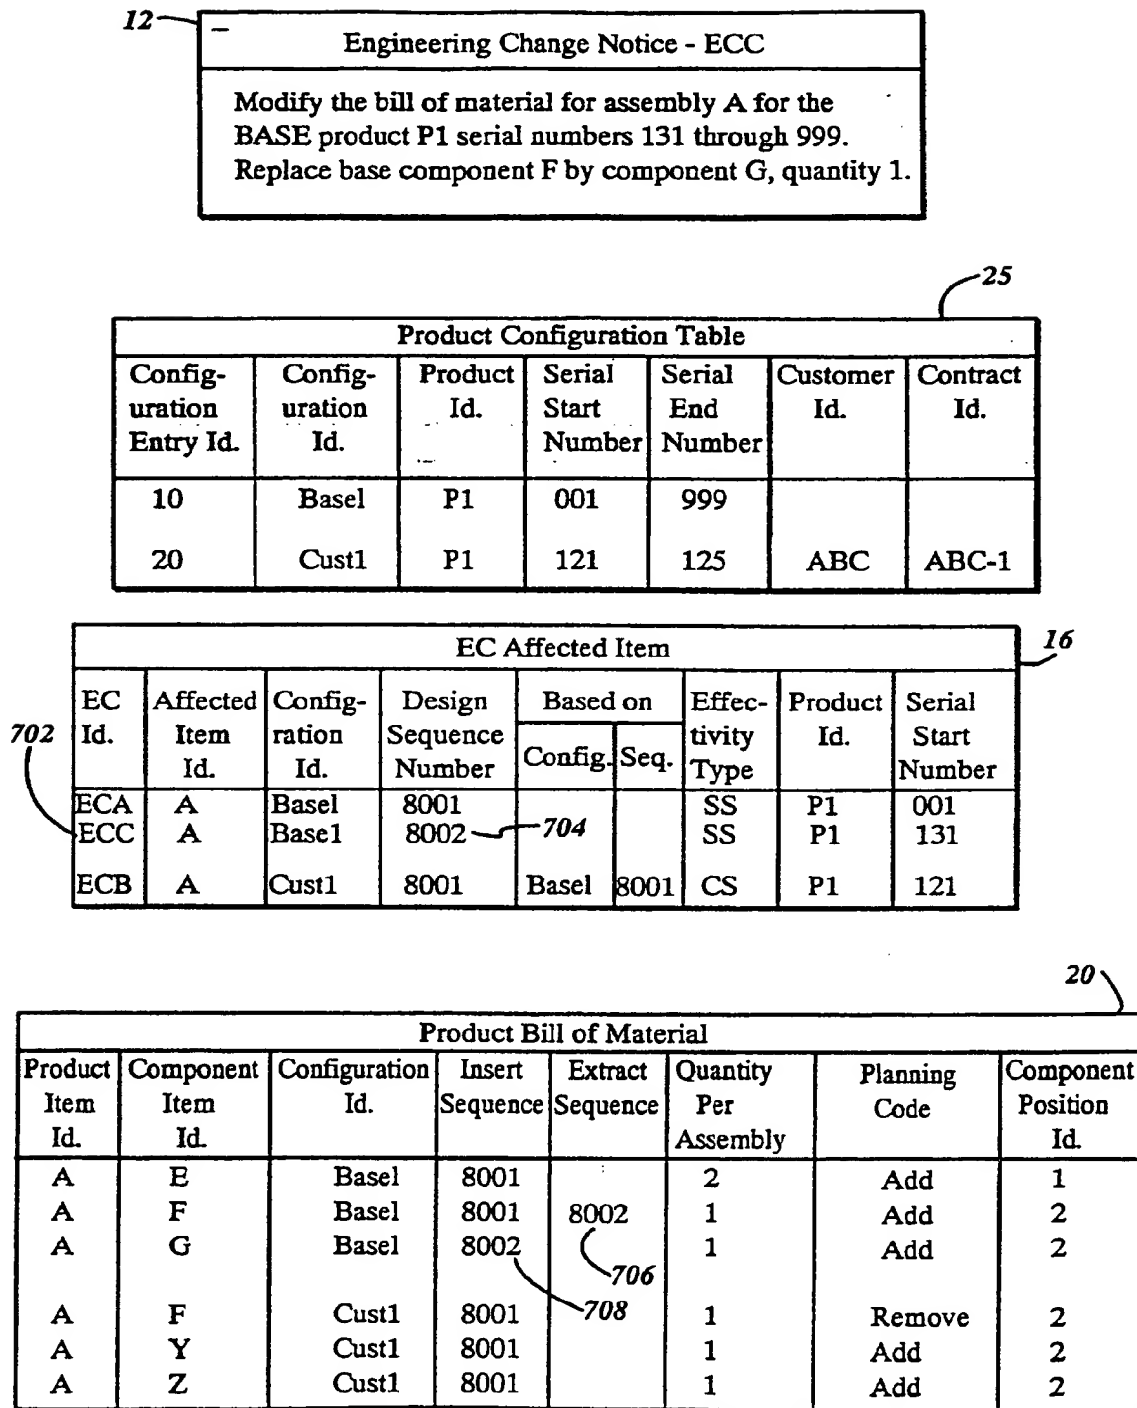 12
Engineering Change Notice - ECC
Modify the bill of material for assembly A for the
BASE product P1 serial numbers 131 through 999.
Replace base component F by component G, quantity 1.
25
Product Configuration Table
Config-uration Entry Id. Config-uration Id. Product Id. Serial Start Number Serial End Number Customer Id. Contract Id.
10 Basel P1 001 999
20 Cust1 P1 121 125 ABC ABC-1
16
EC Affected Item
EC Id. Affected Item Id. Config-ration Id. Design Sequence Number Based on Config. Seq. Effec-tivity Type Product Id. Serial Start Number
702
ECA A Basel 8001 SS P1 001
ECC A Base1 8002 704 SS P1 131
ECB A Cust1 8001 Basel 8001 CS P1 121
20
Product Bill of Material
Product Item Id. Component Item Id. Configuration Id. Insert Sequence Extract Sequence Quantity Per Assembly Planning Code Component Position Id.
A E Basel 8001 2 Add 1
A F Basel 8001 8002 1 Add 2
A G Basel 8002 1 Add 2
706
708
A F Cust1 8001 1 Remove 2
A Y Cust1 8001 1 Add 2
A Z Cust1 8001 1 Add 2